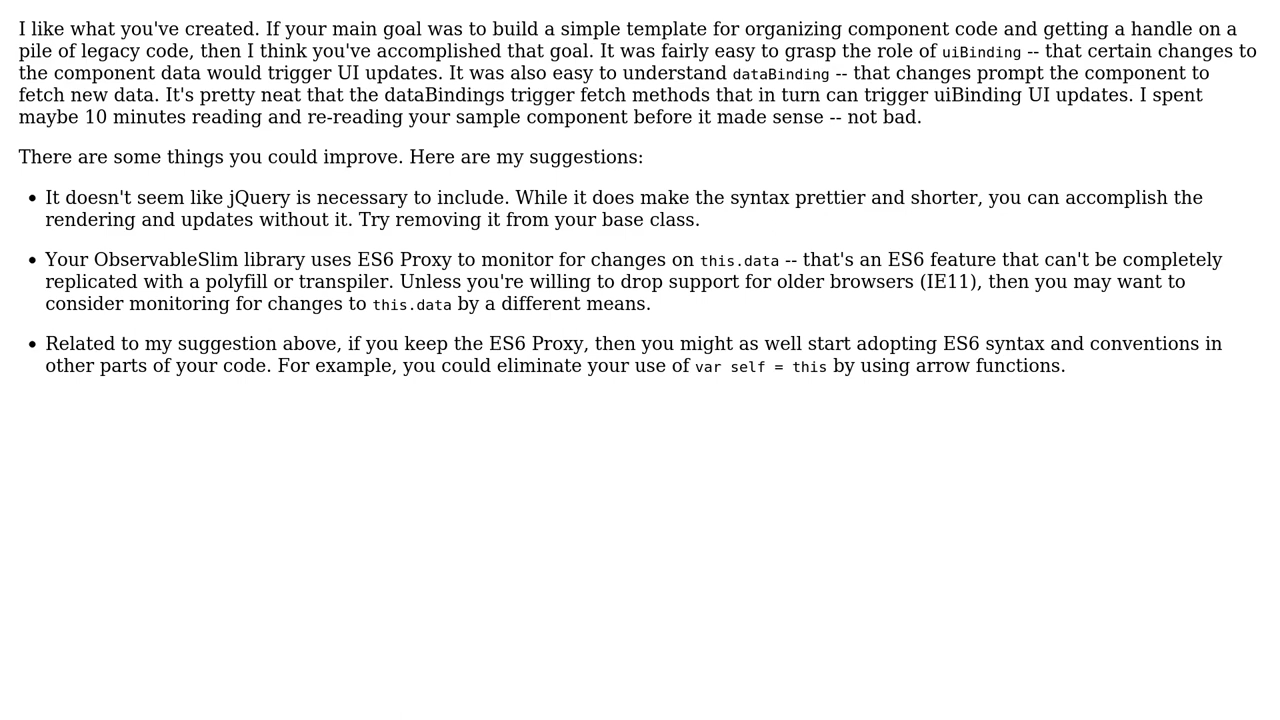 I like what you've created. If your main goal was to build a simple template for organizing component code and getting a handle on a
pile of legacy code, then I think you've accomplished that goal. It was fairly easy to grasp the role of uiBinding -- that certain changes to
the component data would trigger UI updates. It was also easy to understand dataBinding -- that changes prompt the component to
fetch new data. It's pretty neat that the dataBindings trigger fetch methods that in turn can trigger uiBinding UI updates. I spent
maybe 10 minutes reading and re-reading your sample component before it made sense -- not bad.
There are some things you could improve. Here are my suggestions:
• It doesn't seem like jQuery is necessary to include. While it does make the syntax prettier and shorter, you can accomplish the
rendering and updates without it. Try removing it from your base class.
• Your ObservableSlim library uses ES6 Proxy to monitor for changes on this.data -- that's an ES6 feature that can't be completely
replicated with a polyfill or transpiler. Unless you're willing to drop support for older browsers (IE11), then you may want to
consider monitoring for changes to this.data by a different means.
• Related to my suggestion above, if you keep the ES6 Proxy, then you might as well start adopting ES6 syntax and conventions in
other parts of your code. For example, you could eliminate your use of var self = this by using arrow functions.